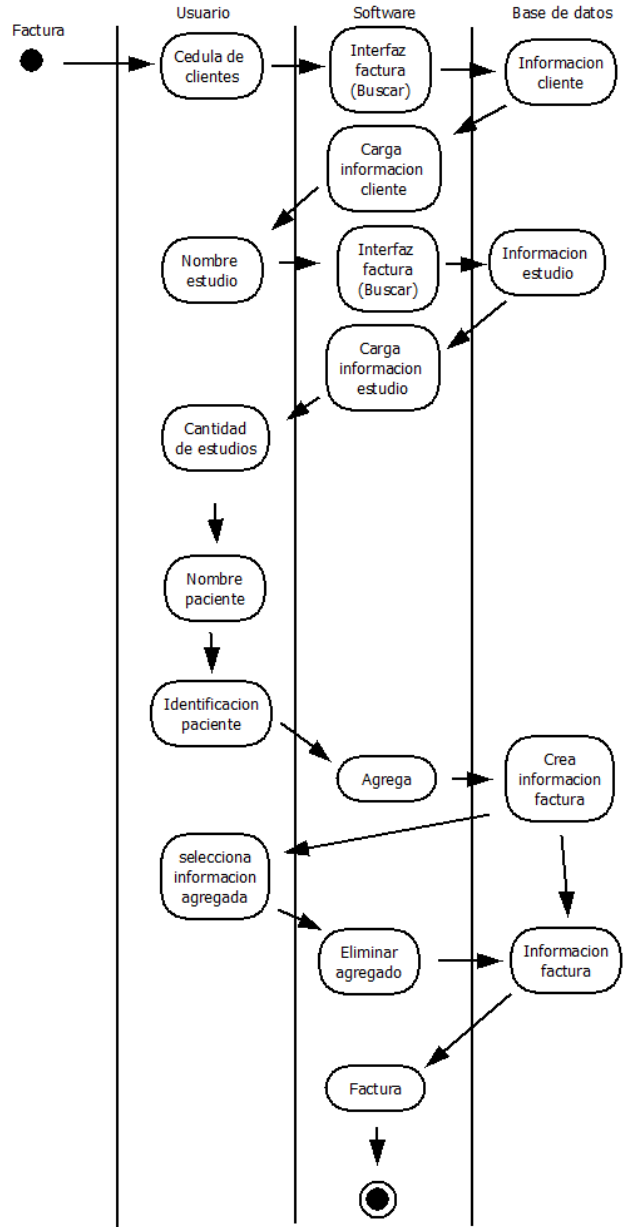 Usuario
Software
Base de datos
Factura
Cedula de
clientes
Interfaz
factura
(Buscar)
Informacion
cliente
Carga
informacion
cliente
Nombre
estudio
Interfaz
factura
(Buscar)
Informacion
estudio
Carga
informacion
estudio
Cantidad
de estudios
Nombre
paciente
Identificacion
paciente
Agrega
Crea
informacion
factura
selecciona
informacion
agregada
Eliminar
agregado
Informacion
factura
Factura